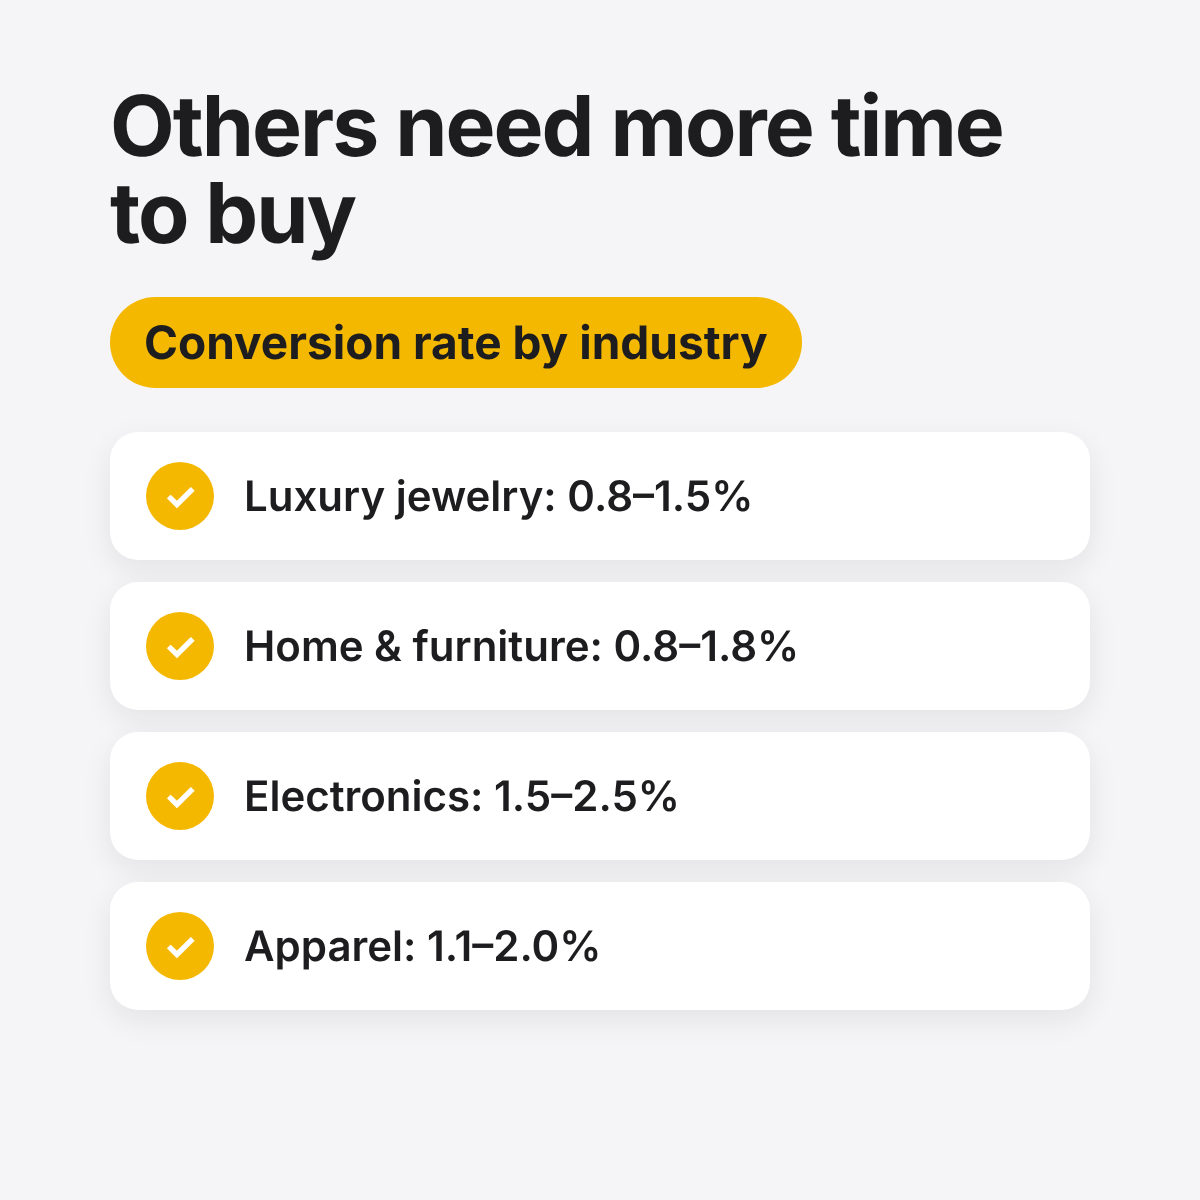 Others need more time
to buy
Conversion rate by industry
Luxury jewelry: 0.8–1.5%
Home & furniture: 0.8–1.8%
Electronics: 1.5–2.5%
Apparel: 1.1–2.0%